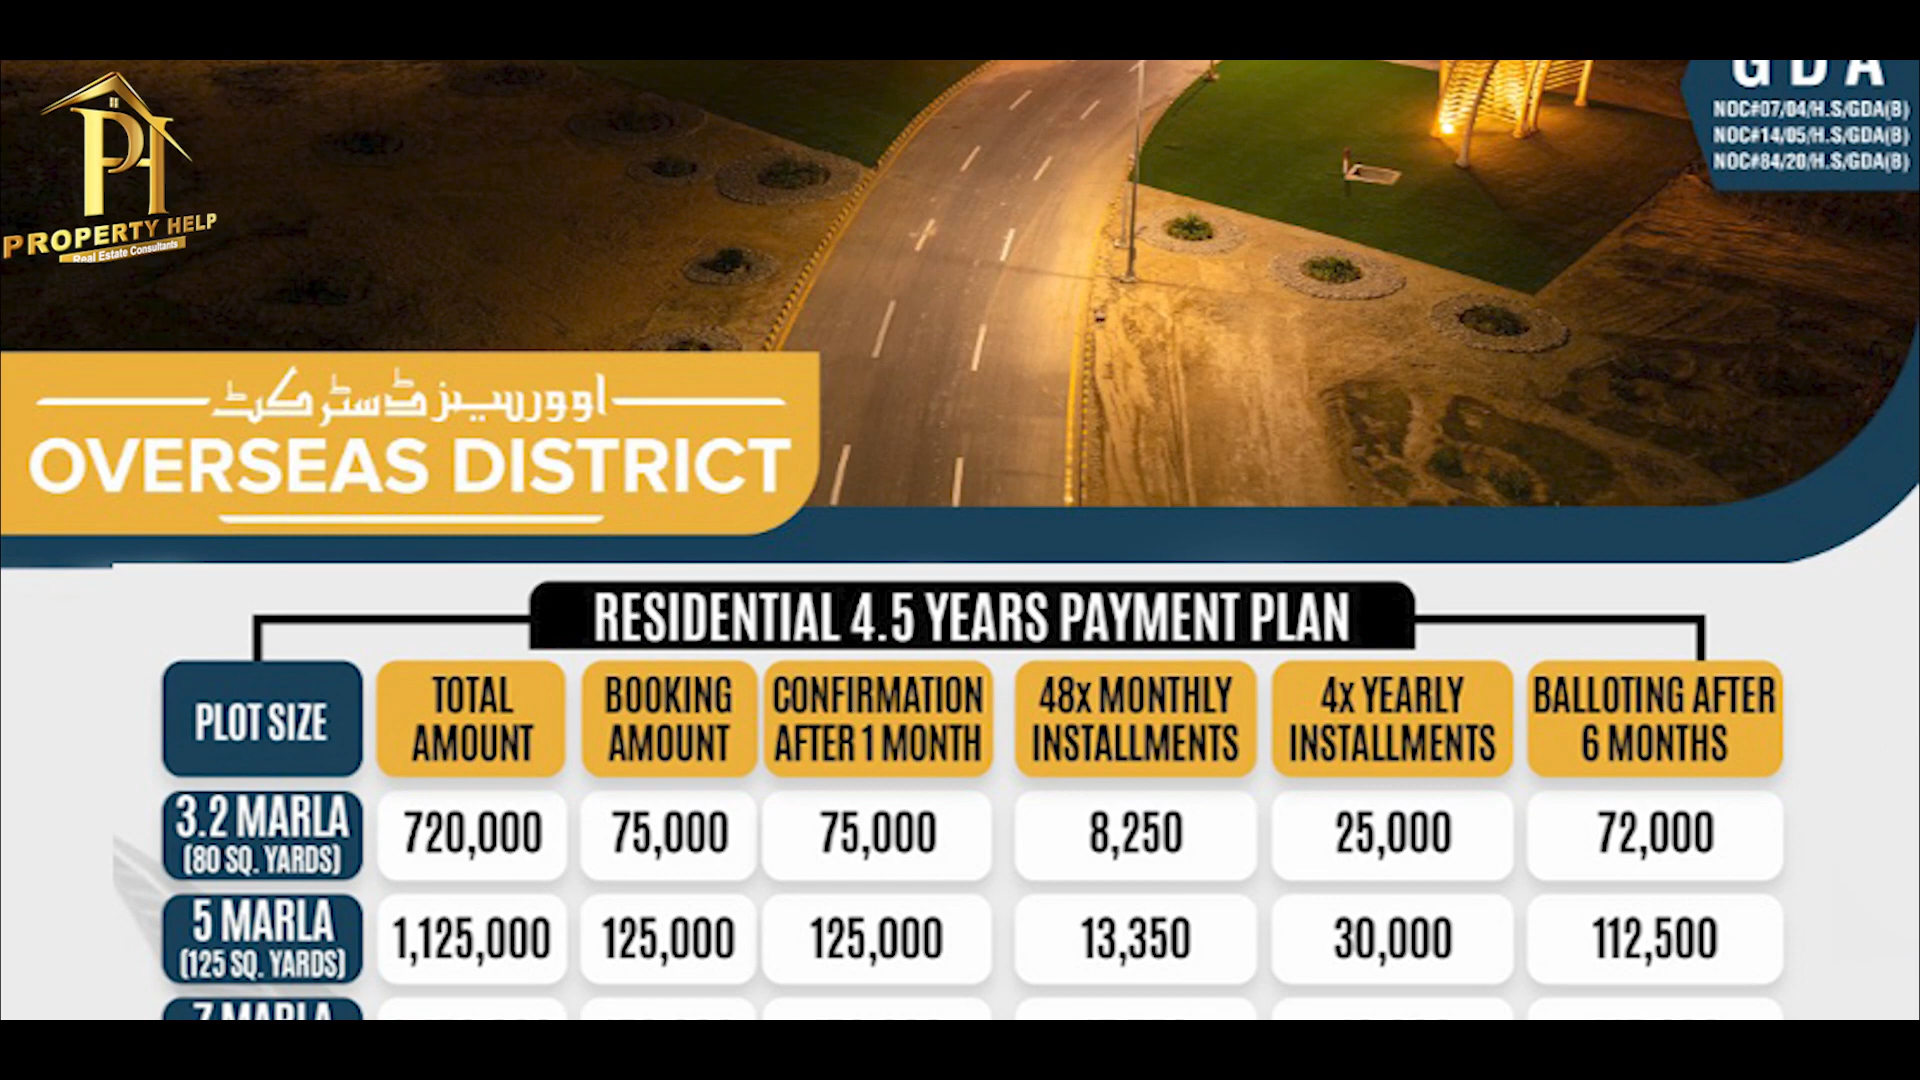 GDA
NOC#07/04/H.S/GDA(B)
NOC#14/05/H.S/GDA(B)
NOC#84/20/H.S/GDA(B)
PH
PROPERTY HELP
Real Estate Consultants
اوورسیز ڈسٹرکٹ
OVERSEAS DISTRICT
RESIDENTIAL 4.5 YEARS PAYMENT PLAN
PLOT SIZE TOTAL AMOUNT BOOKING AMOUNT CONFIRMATION AFTER 1 MONTH 48x MONTHLY INSTALLMENTS 4x YEARLY INSTALLMENTS BALLOTING AFTER 6 MONTHS
3.2 MARLA (80 SQ. YARDS) 720,000 75,000 75,000 8,250 25,000 72,000
5 MARLA (125 SQ. YARDS) 1,125,000 125,000 125,000 13,350 30,000 112,500
7 MARLA